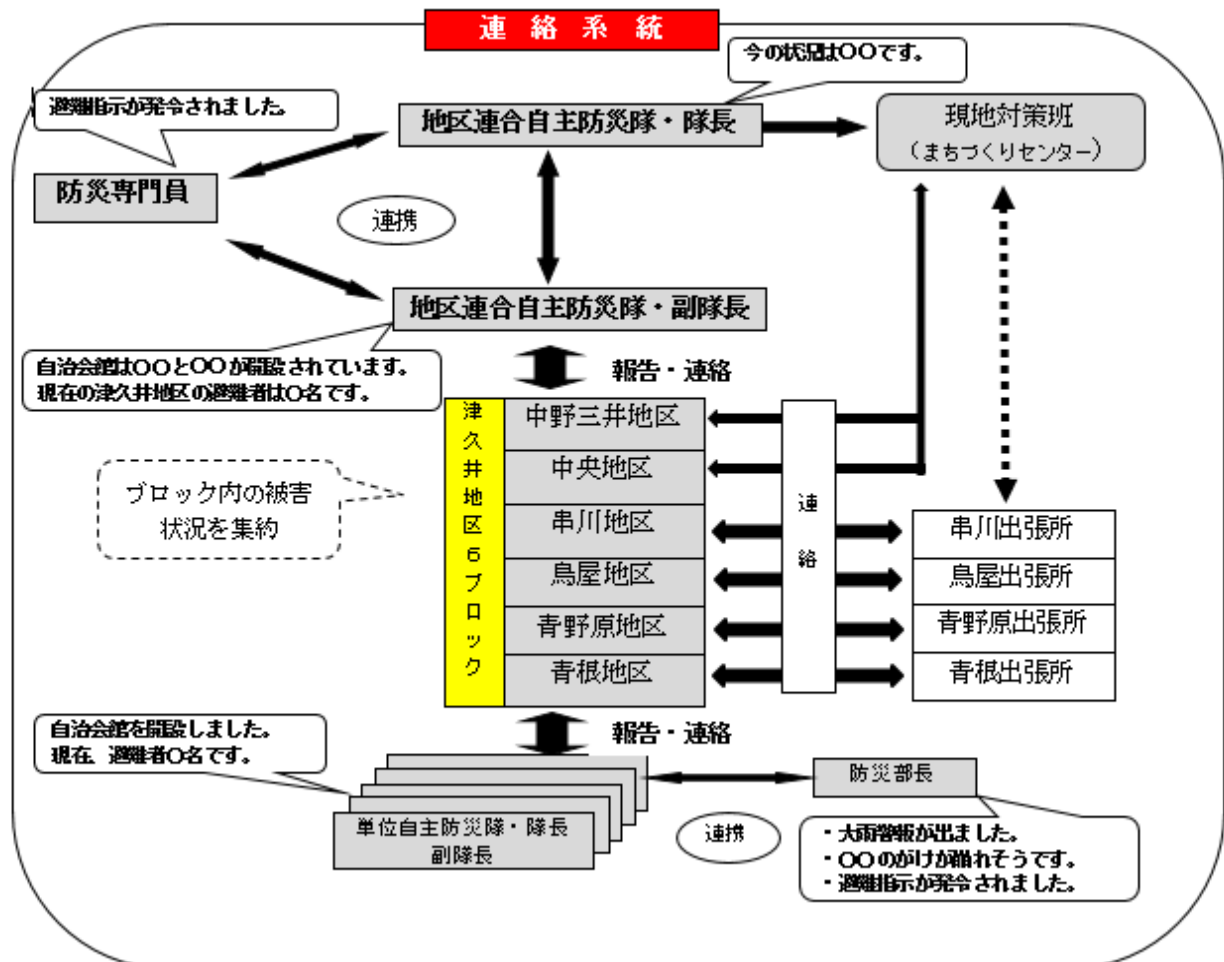 連絡系統
今の状況は〇〇です。
避難指示が発令されました。
地区連合自主防災隊・隊長
現地対策班
（まちづくりセンター）
防災専門員
連携
地区連合自主防災隊・副隊長
自治会館は〇〇と〇〇が開設されています。
現在の津久井地区の避難者は〇名です。
報告・連絡
津久井地区６ブロック
中野三井地区
中央地区
串川地区
鳥屋地区
青野原地区
青根地区
連絡
ブロック内の被害
状況を集約
串川出張所
鳥屋出張所
青野原出張所
青根出張所
報告・連絡
自治会館を開設しました。
現在、避難者〇名です。
単位自主防災隊・隊長
副隊長
連携
防災部長
・大雨警報が出ました。
・〇〇のがけが崩れそうです。
・避難指示が発令されました。